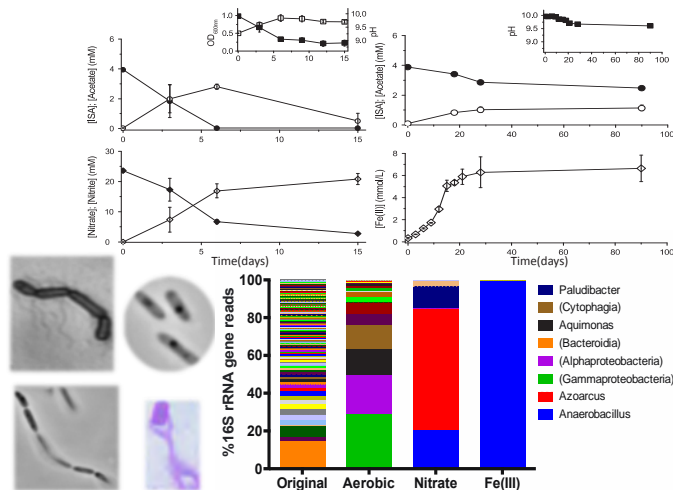 1.0
0.5
0.0
OD600nm
10.0
9.5
9.0
pH
0 5 10 15
[ISA]; [Acetate] (mM)
6
4
2
0
0 5 10 15
[Nitrate]; [Nitrite] (mM)
30
20
10
0
0 5 10 15
Time(days)
pH
10.0
9.5
9.0
0 20 40 60 80 100
[ISA]; [Acetate] (mM)
6
4
2
0
0 20 40 60 80 100
[Fe(II)] (mmol/L)
8
6
4
2
0
0 20 40 60 80 100
Time(days)
%16S rRNA gene reads
100
80
60
40
20
0
Original Aerobic Nitrate Fe(III)
Paludibacter
(Cytophagia)
Aquimonas
(Bacteroidia)
(Alphaproteobacteria)
(Gammaproteobacteria)
Azoarcus
Anaerobacillus